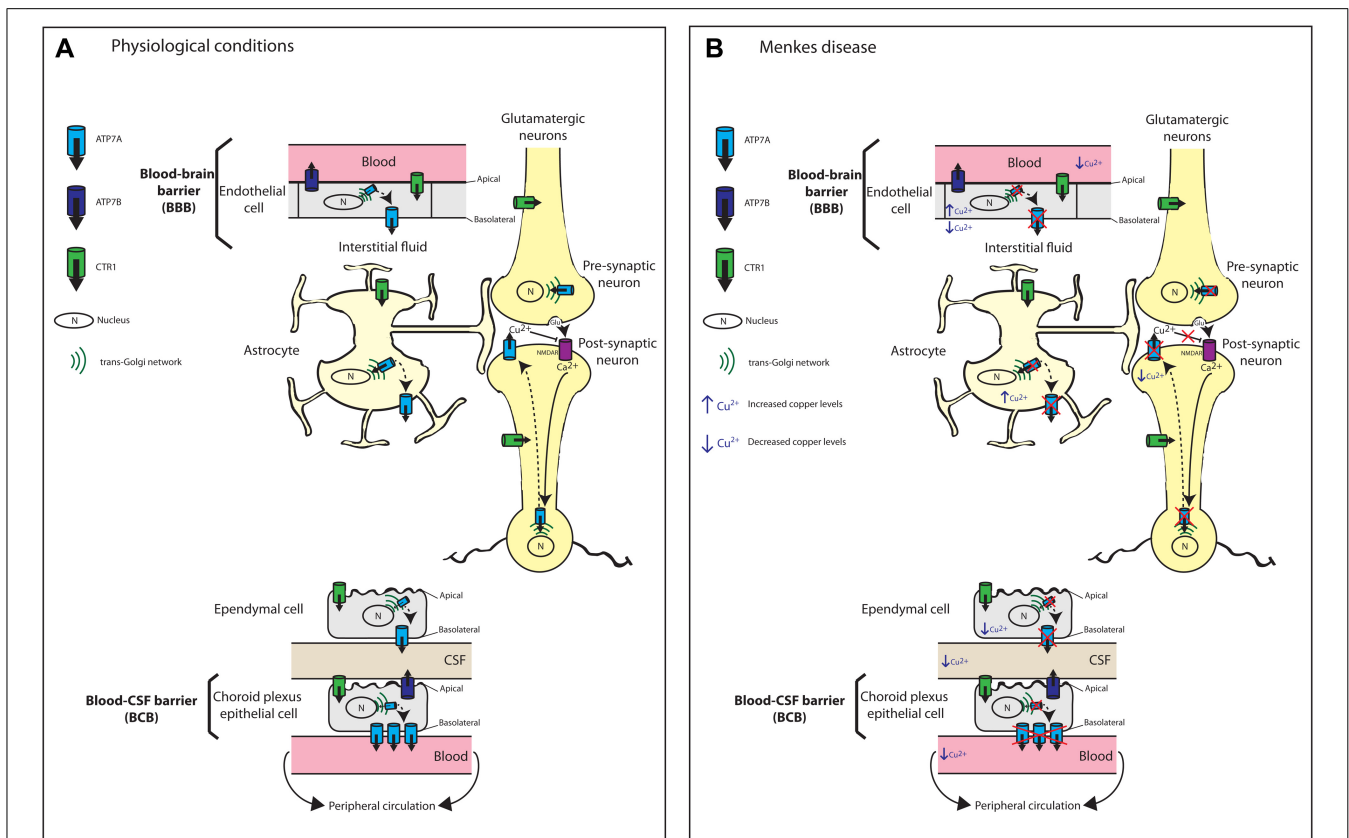 A Physiological conditions
ATP7A
ATP7B
CTR1
N Nucleus
trans-Golgi network
Blood-brain
barrier
(BBB)
Endothelial
cell
Blood
Apical
N
Basolateral
Interstitial fluid
Glutamatergic
neurons
Pre-synaptic
neuron
N
Glu
Cu2+
NMDAR
Ca2+
Post-synaptic
neuron
Astrocyte
N
N
Ependymal cell
Apical
N
Basolateral
CSF
Blood-CSF barrier
(BCB)
Choroid plexus
epithelial cell
Apical
N
Basolateral
Blood
Peripheral circulation
B Menkes disease
ATP7A
ATP7B
CTR1
N Nucleus
trans-Golgi network
↑ Cu2+ Increased copper levels
↓ Cu2+ Decreased copper levels
Blood-brain
barrier
(BBB)
Endothelial
cell
Blood
↓Cu2+
Apical
N
↑Cu2+
↓Cu2+
Basolateral
Interstitial fluid
Glutamatergic
neurons
Pre-synaptic
neuron
N
Glu
Cu2+
NMDAR
↓Cu2+
Ca2+
Post-synaptic
neuron
Astrocyte
N
↑Cu2+
N
Ependymal cell
Apical
N
↓Cu2+
Basolateral
↓Cu2+
CSF
Blood-CSF barrier
(BCB)
Choroid plexus
epithelial cell
Apical
N
Basolateral
↓Cu2+
Blood
Peripheral circulation